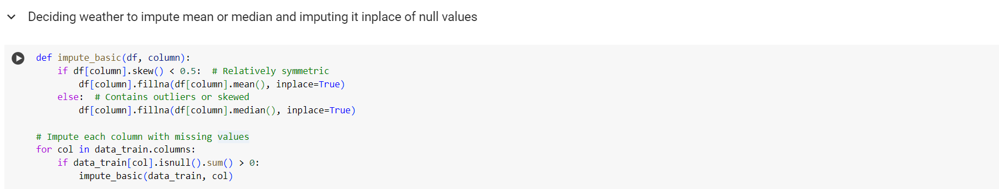 Deciding weather to impute mean or median and imputing it inplace of null values
def impute_basic(df, column):
    if df[column].skew() < 0.5:  # Relatively symmetric
        df[column].fillna(df[column].mean(), inplace=True)
    else:  # Contains outliers or skewed
        df[column].fillna(df[column].median(), inplace=True)
# Impute each column with missing values
for col in data_train.columns:
    if data_train[col].isnull().sum() > 0:
        impute_basic(data_train, col)